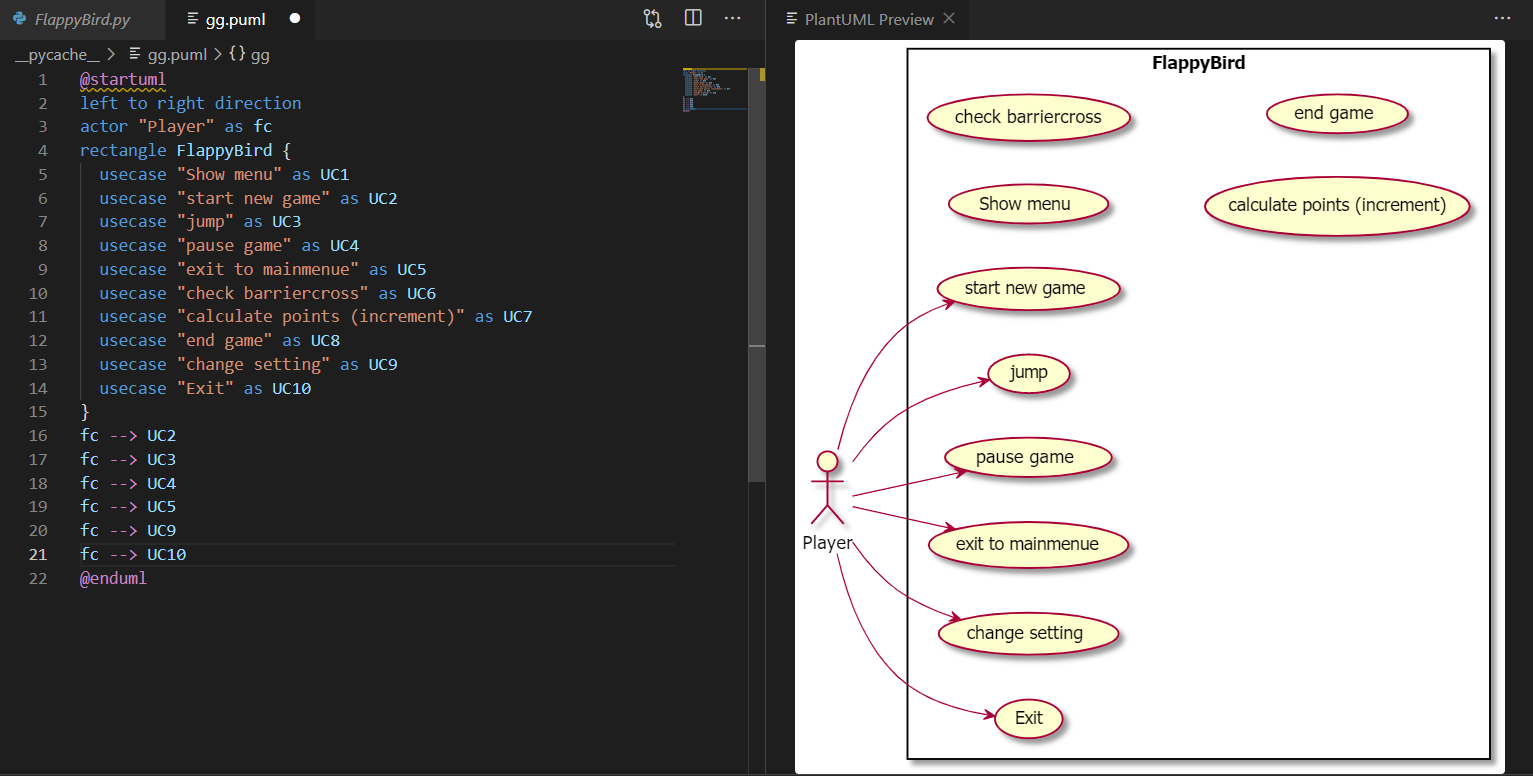 FlappyBird.py
gg.puml
__pycache__ > gg.puml > {} gg
1 @startuml
2 left to right direction
3 actor "Player" as fc
4 rectangle FlappyBird {
5 usecase "Show menu" as UC1
6 usecase "start new game" as UC2
7 usecase "jump" as UC3
8 usecase "pause game" as UC4
9 usecase "exit to mainmenue" as UC5
10 usecase "check barriercross" as UC6
11 usecase "calculate points (increment)" as UC7
12 usecase "end game" as UC8
13 usecase "change setting" as UC9
14 usecase "Exit" as UC10
15 }
16 fc --> UC2
17 fc --> UC3
18 fc --> UC4
19 fc --> UC5
20 fc --> UC9
21 fc --> UC10
22 @enduml
PlantUML Preview
FlappyBird
check barriercross
end game
Show menu
calculate points (increment)
start new game
jump
pause game
Player
exit to mainmenue
change setting
Exit